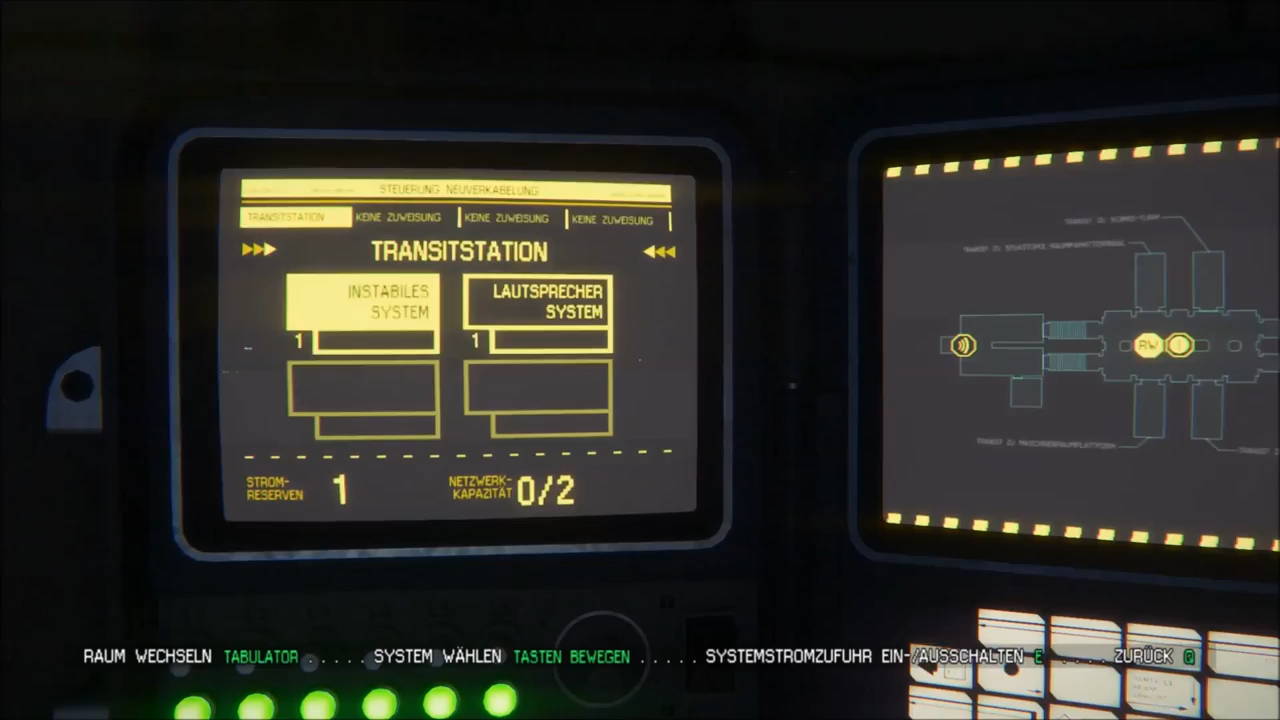 STEUERUNG NEUVERKABELUNG
TRANSITSTATION KEINE ZUWEISUNG KEINE ZUWEISUNG KEINE ZUWEISUNG
TRANSITSTATION
INSTABILES
SYSTEM
1
LAUTSPRECHER
SYSTEM
1
STROM-
RESERVEN
1
NETZWERK-
KAPAZITÄT
0/2
RW
!
RAUM WECHSELN TABULATOR ..... SYSTEM WÄHLEN TASTEN BEWEGEN ..... SYSTEMSTROMZUFUHR EIN-/AUSSCHALTEN E ..... ZURÜCK Q